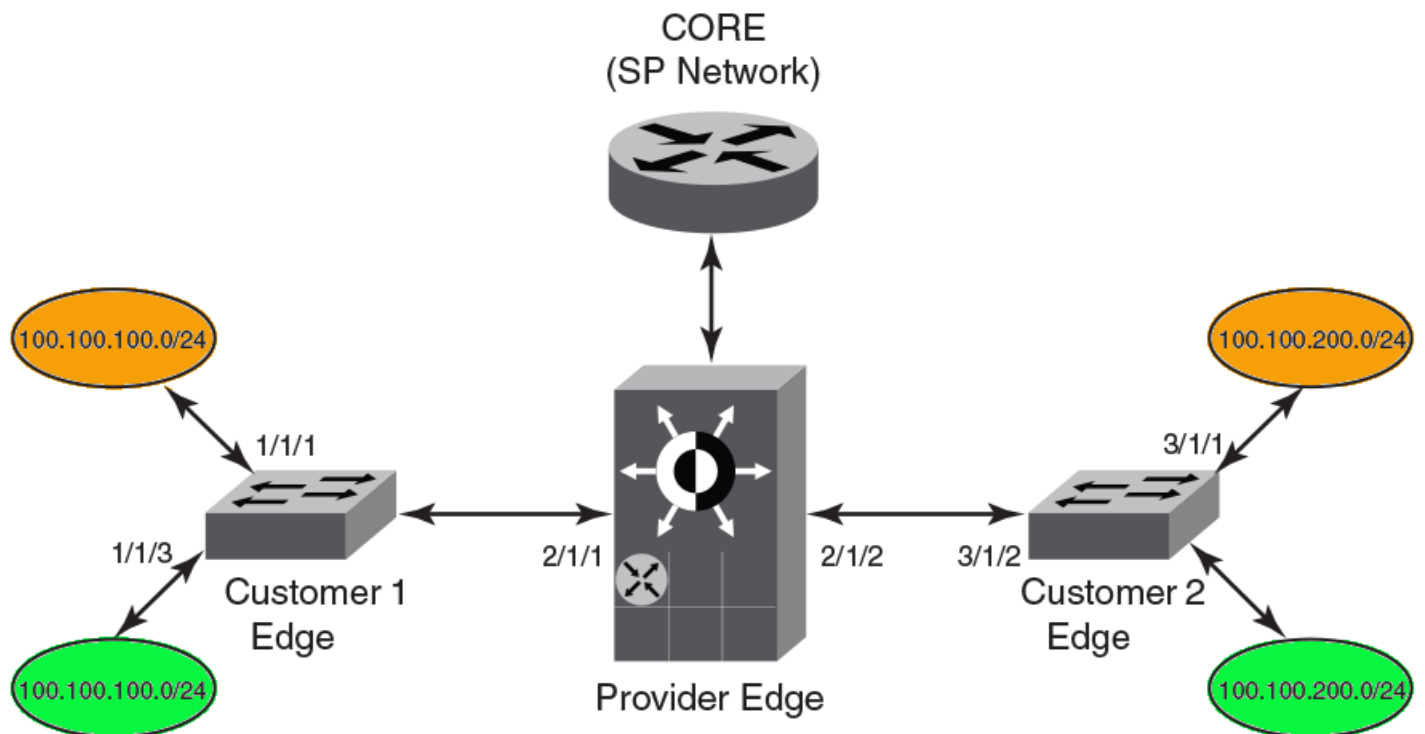 CORE
(SP Network)
100.100.100.0/24
100.100.200.0/24
1/1/1
3/1/1
1/1/3
2/1/1
2/1/2
3/1/2
Customer 1
Edge
Customer 2
Edge
100.100.100.0/24
Provider Edge
100.100.200.0/24